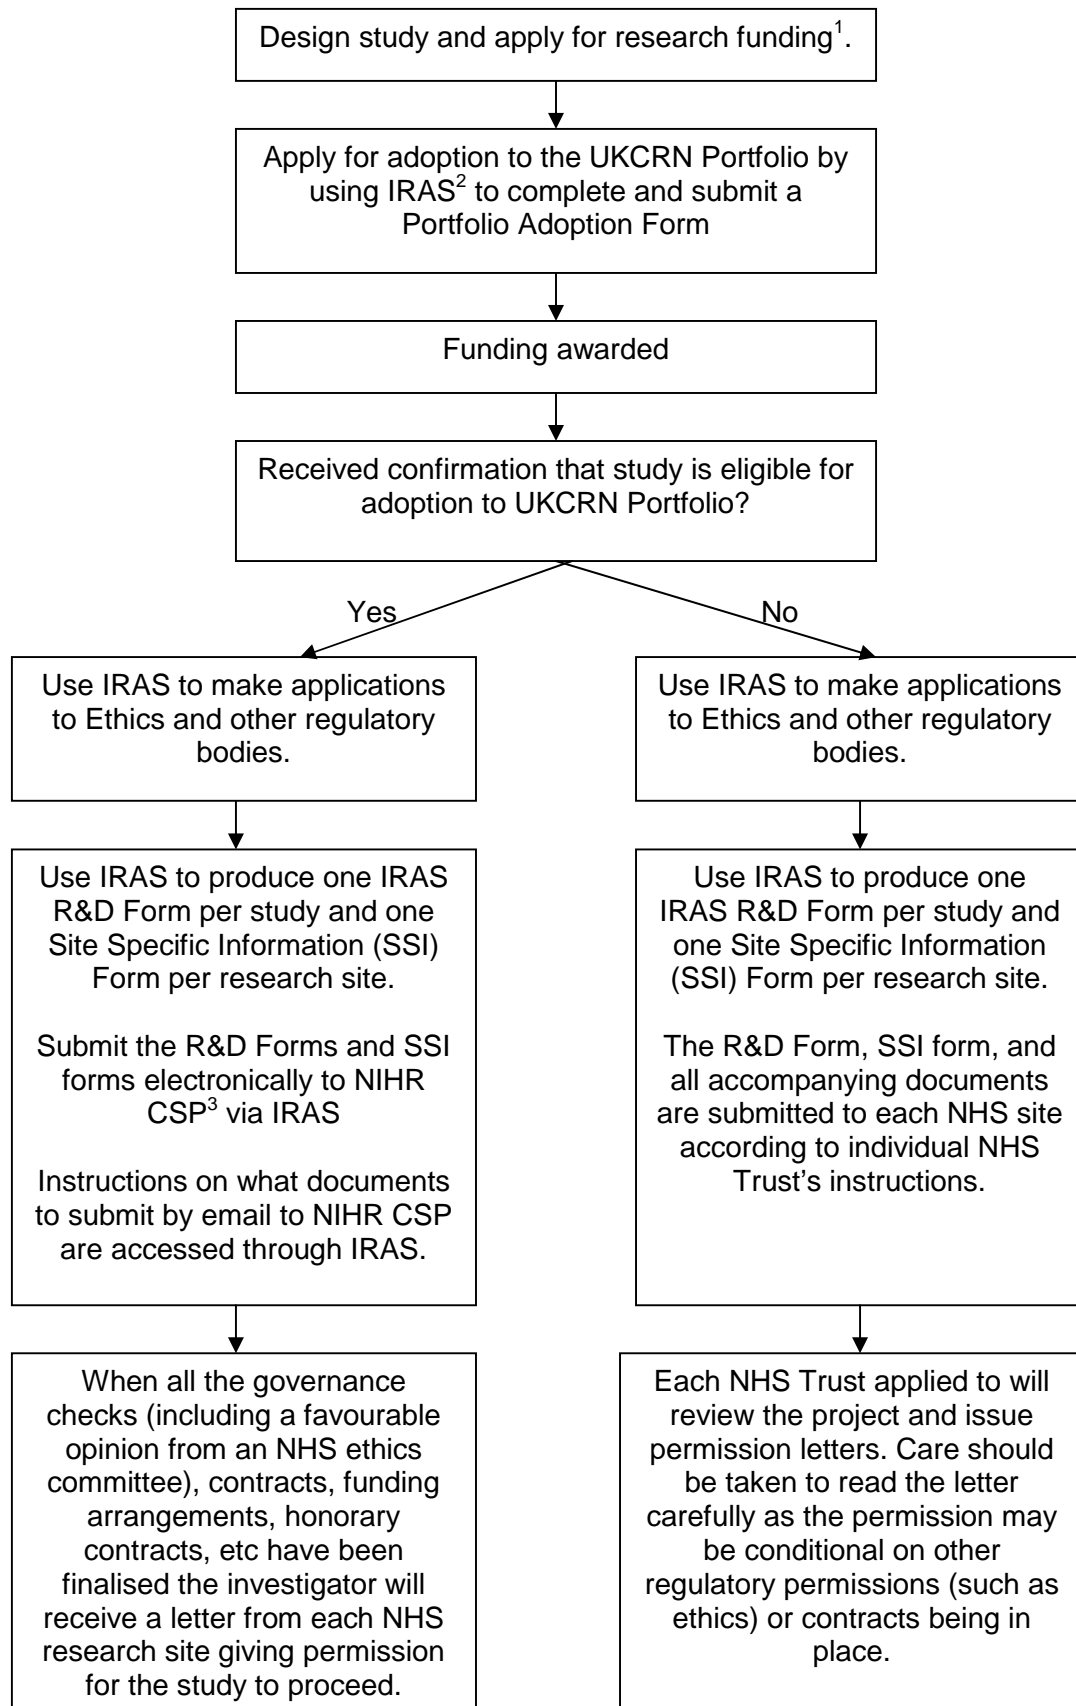 Design study and apply for research funding¹.
Apply for adoption to the UKCRN Portfolio by
using IRAS² to complete and submit a
Portfolio Adoption Form
Funding awarded
Received confirmation that study is eligible for
adoption to UKCRN Portfolio?
Yes
No
Use IRAS to make applications
to Ethics and other regulatory
bodies.
Use IRAS to make applications
to Ethics and other regulatory
bodies.
Use IRAS to produce one IRAS
R&D Form per study and one
Site Specific Information (SSI)
Form per research site.
Submit the R&D Forms and SSI
forms electronically to NIHR
CSP³ via IRAS
Instructions on what documents
to submit by email to NIHR CSP
are accessed through IRAS.
Use IRAS to produce one
IRAS R&D Form per study and
one Site Specific Information
(SSI) Form per research site.
The R&D Form, SSI form, and
all accompanying documents
are submitted to each NHS site
according to individual NHS
Trust's instructions.
When all the governance
checks (including a favourable
opinion from an NHS ethics
committee), contracts, funding
arrangements, honorary
contracts, etc have been
finalised the investigator will
receive a letter from each NHS
research site giving permission
for the study to proceed.
Each NHS Trust applied to will
review the project and issue
permission letters. Care should
be taken to read the letter
carefully as the permission may
be conditional on other
regulatory permissions (such as
ethics) or contracts being in
place.